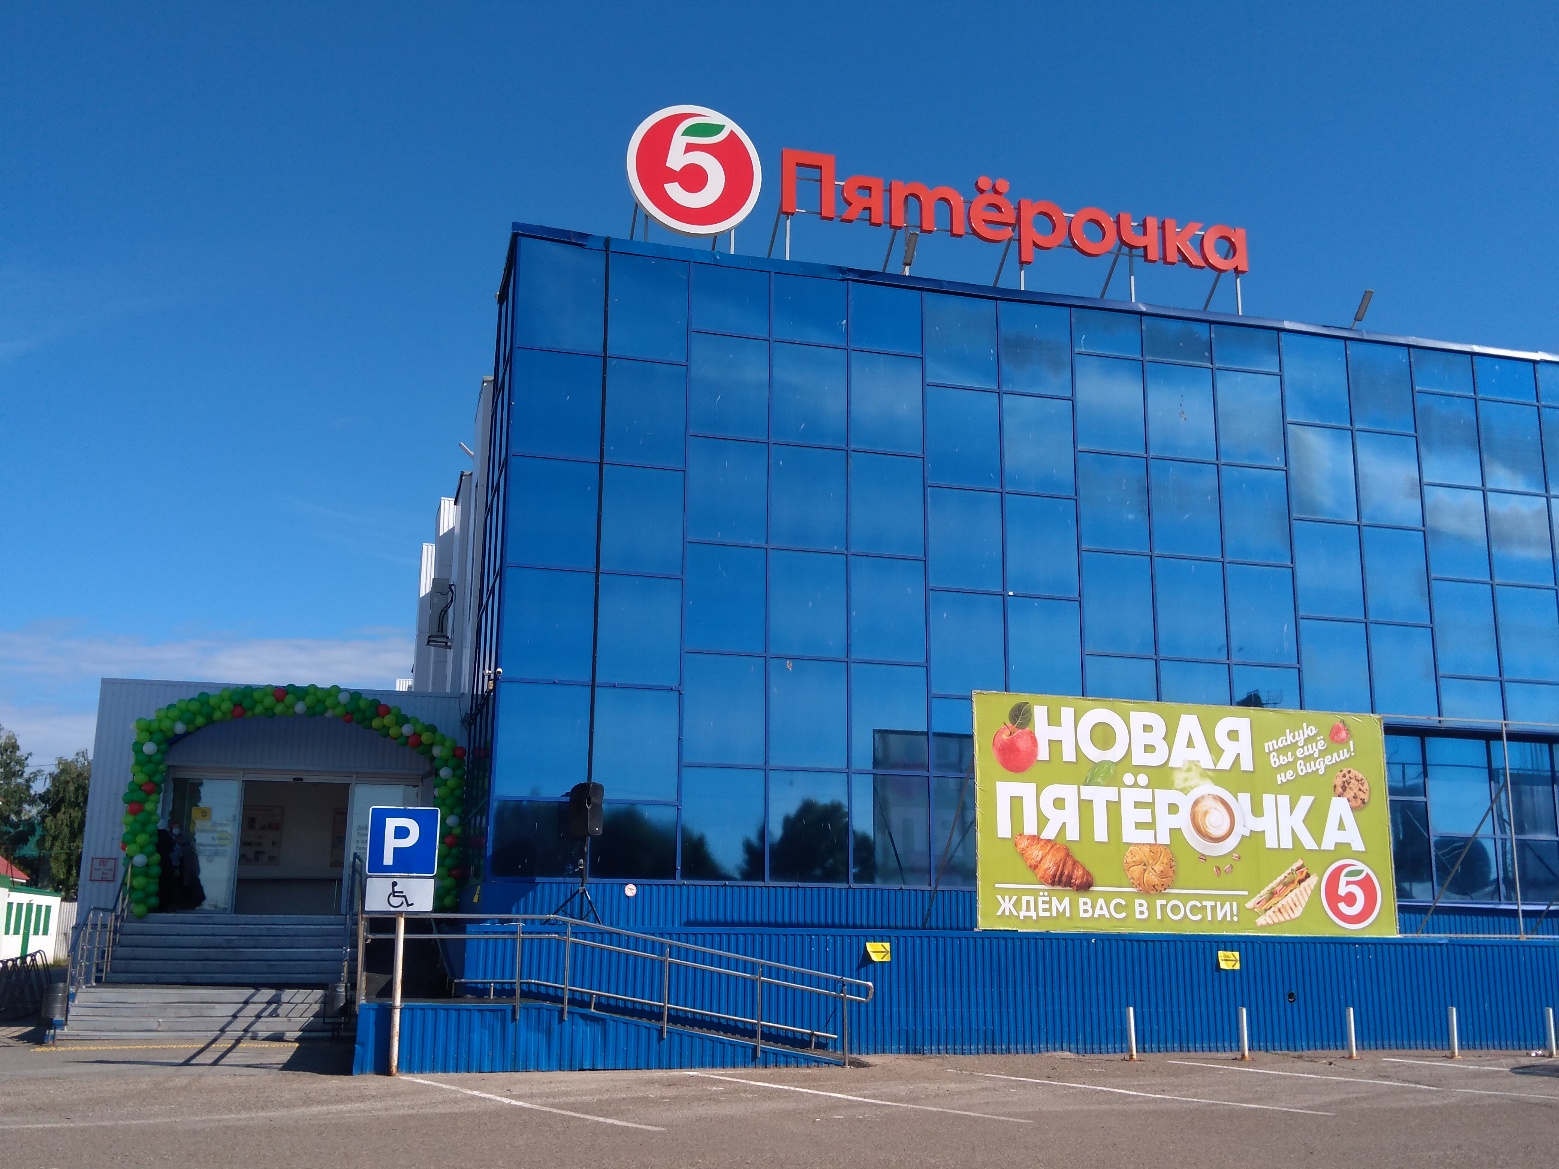 5 Пятёрочка
НОВАЯ
такую
вы ещё
не видели!
ПЯТЁРОЧКА
ЖДЁМ ВАС В ГОСТИ!
5
P